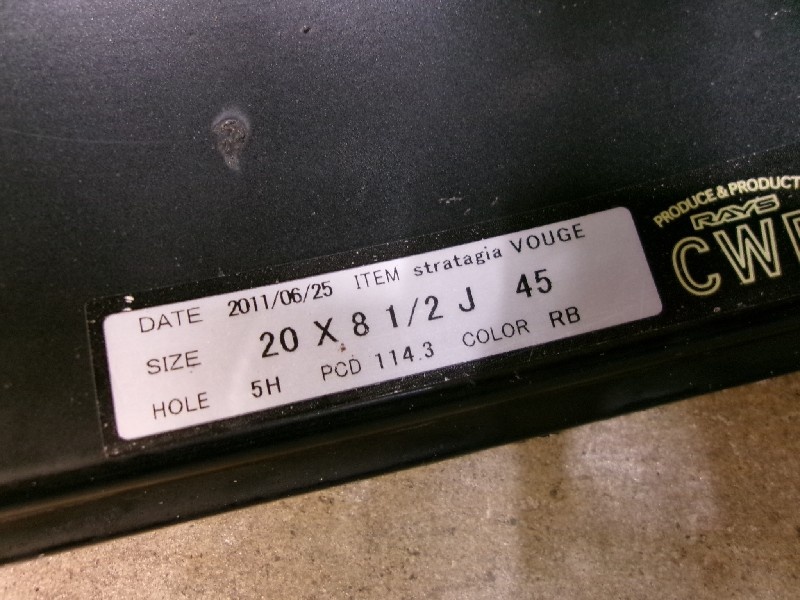 DATE 2011/06/25 ITEM stratagia VOUGE
SIZE 20 X 8 1/2 J 45
HOLE 5H PCD 114.3 COLOR RB
PRODUCE & PRODUCT
RAYS
CW